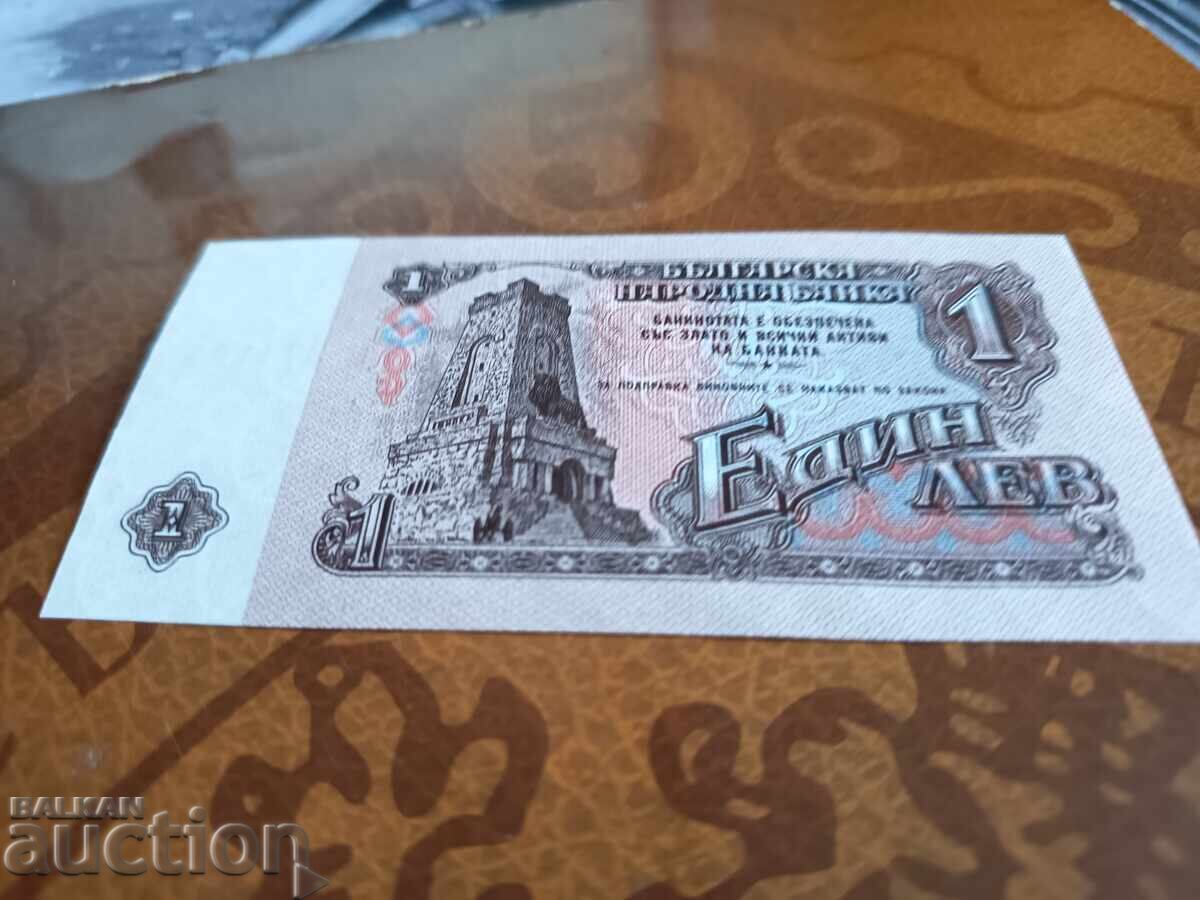 1
БЪЛГАРСКА
НАРОДНА БАНКА
1
БАНКНОТАТА Е ОБЕЗПЕЧЕНА
СЪС ЗЛАТО И ВСИЧКИ АКТИВИ
НА БАНКАТА
ЗА ПОДПРАВКА ВИНОВНИТЕ СЕ НАКАЗВАТ ПО ЗАКОНА
ЕДИН
ЛЕВ
1
1
BALKAN
auction